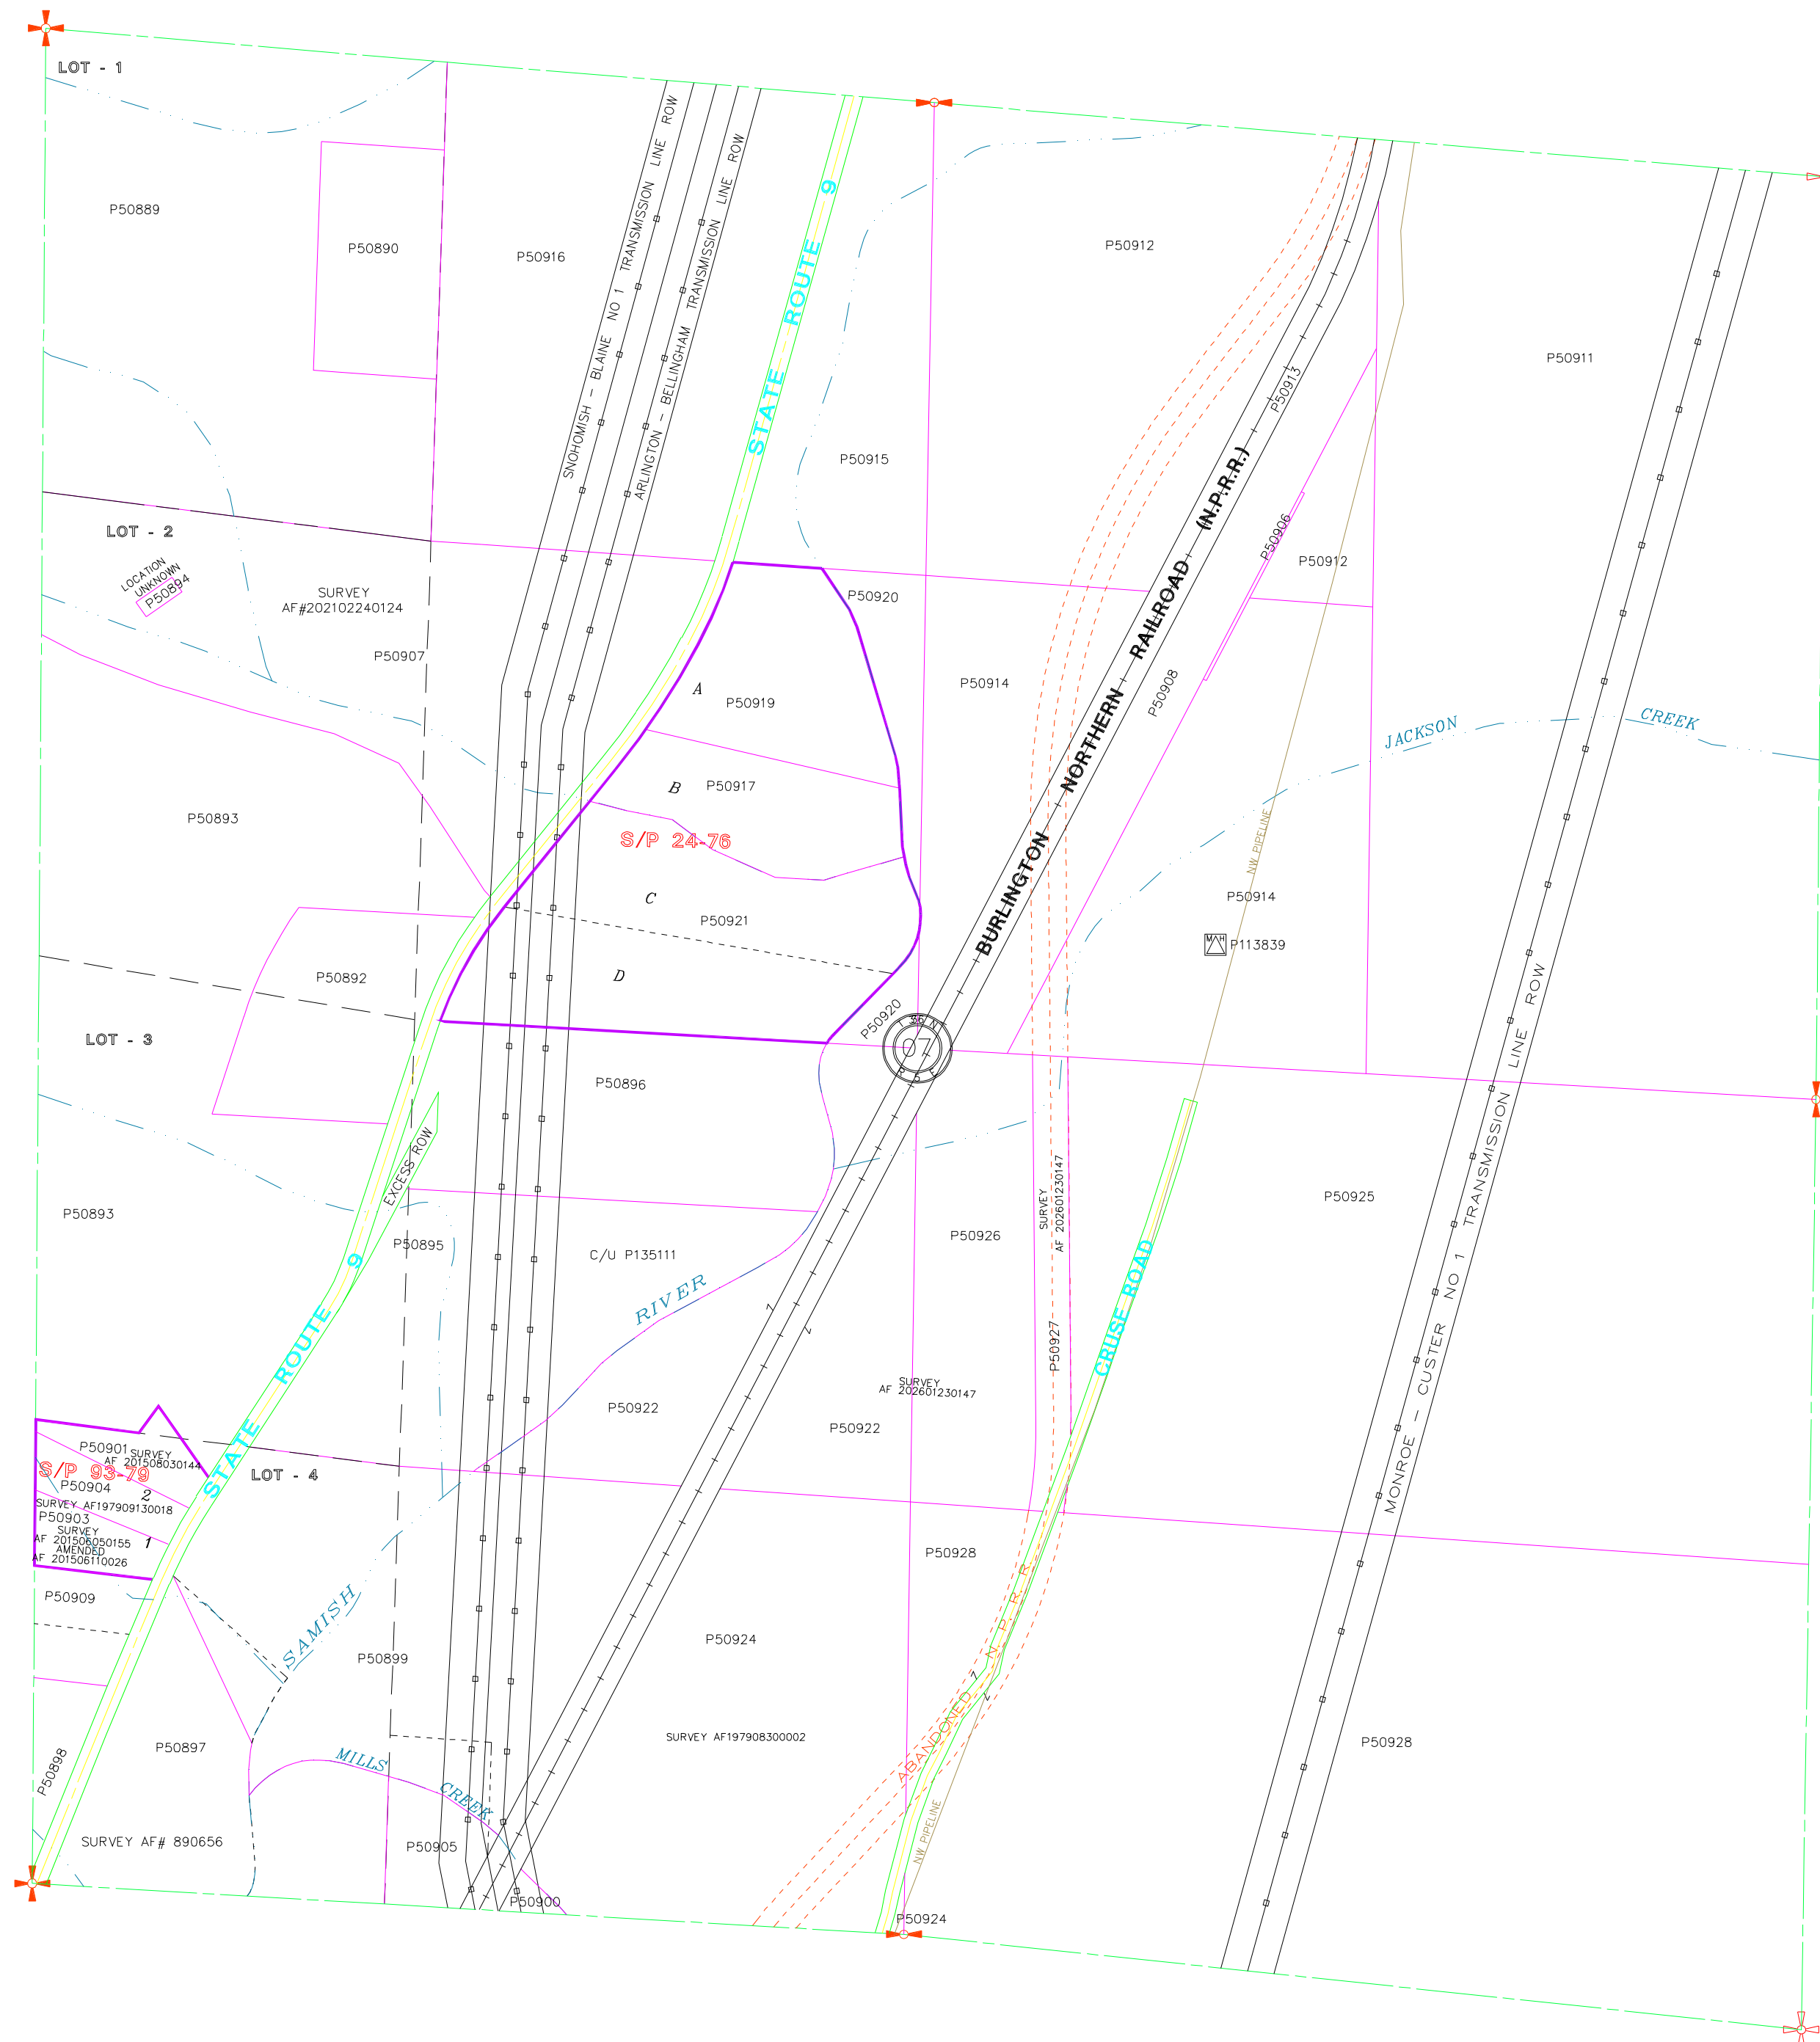 LOT - 1
P50889
P50890
P50916
SNOHOMISH - BLAINE NO 1 TRANSMISSION LINE ROW
ARLINGTON - BELLINGHAM TRANSMISSION LINE ROW
STATE ROUTE 9
P50912
P50911
P50915
P50913
LOT - 2
LOCATION
UNKNOWN
P50894
SURVEY
AF#202102240124
P50907
P50920
P50906
P50912
A
P50919
P50914
P50908
BURLINGTON NORTHERN RAILROAD (N.P.R.R.)
JACKSON CREEK
B
P50917
S/P 24-76
P50893
NW PIPELINE
C
P50921
P50914
M H
P113839
D
P50892
P50920
LOT - 3
T 36 N
07
R 5 E
P50896
EXCESS ROW
P50893
P50895
C/U P135111
P50926
SURVEY
AF 202601230147
P50925
RIVER
STATE ROUTE 9
CRUSE ROAD
P50927
MONROE - CUSTER NO 1 TRANSMISSION LINE ROW
SURVEY
AF 202601230147
P50922
P50922
P50901
SURVEY
AF 201508030144
S/P 93-79
P50904
2
LOT - 4
SURVEY AF197909130018
P50903
SURVEY
AF 201506050155
AMENDED
AF 201506110026
1
P50928
P50909
SAMISH
P50924
P50899
ABANDONED N. P. R. R.
SURVEY AF197908300002
P50928
P50897
P50898
MILLS CREEK
NW PIPELINE
SURVEY AF# 890656
P50905
P50900
P50924